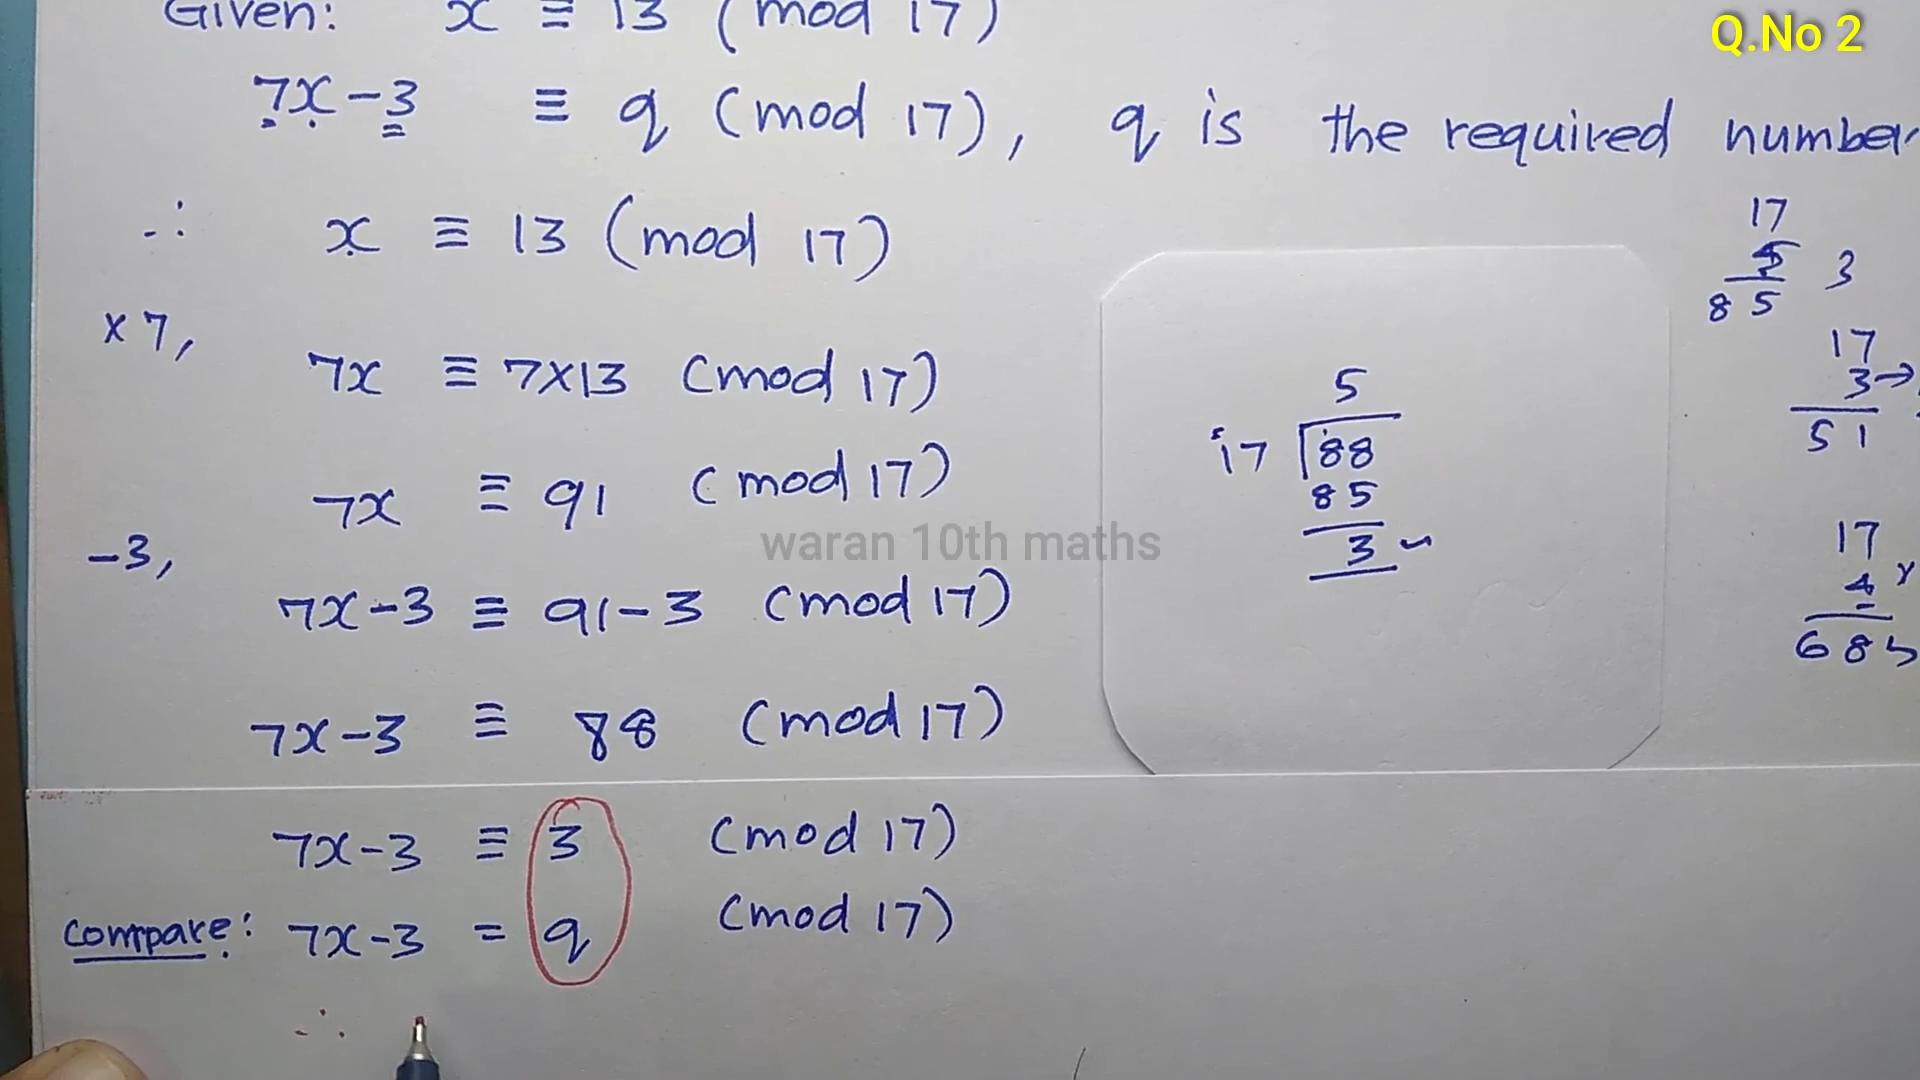 Given: x ≡ 13 (mod 17)
Q.No 2
7x-3 ≡ q (mod 17), q is the required number
∴ x ≡ 13 (mod 17)
×7,
7x ≡ 7×13 (mod 17)
7x ≡ 91 (mod 17)
-3,
7x-3 ≡ 91-3 (mod 17)
7x-3 ≡ 88 (mod 17)
7x-3 ≡ 3 (mod 17)
compare: 7x-3 = q (mod 17)
∴
5
17 88
85
3
17
5 3
85
17
3→
51
17
4
68
waran 10th maths